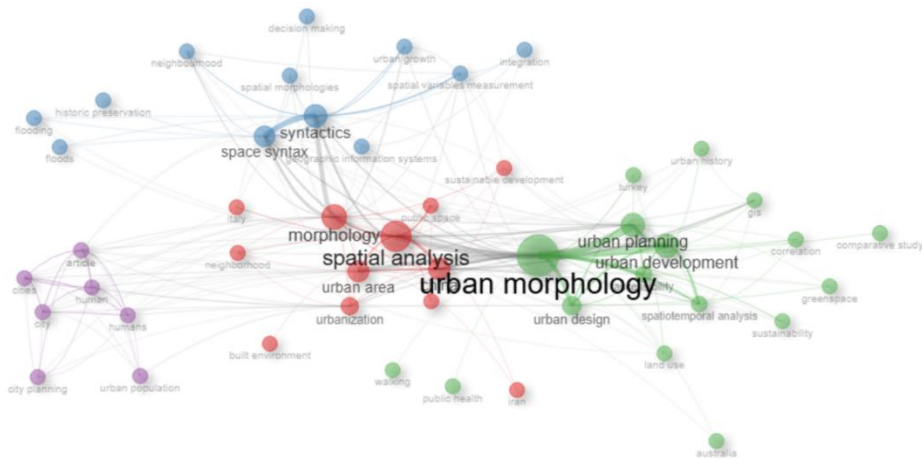 decision making
neighbourhood
urban growth
integration
spatial morphologies
spatial variables measurement
historic preservation
flooding
syntactics
floods
space syntax
geographic information systems
urban history
sustainable development
turkey
italy
public space
gis
morphology
urban planning
comparative study
correlation
article
neighborhood
spatial analysis
urban development
cities
human
urban area
urban morphology
greenspace
city
humans
urbanization
urban design
spatiotemporal analysis
sustainability
built environment
land use
city planning
urban population
walking
public health
iran
australia